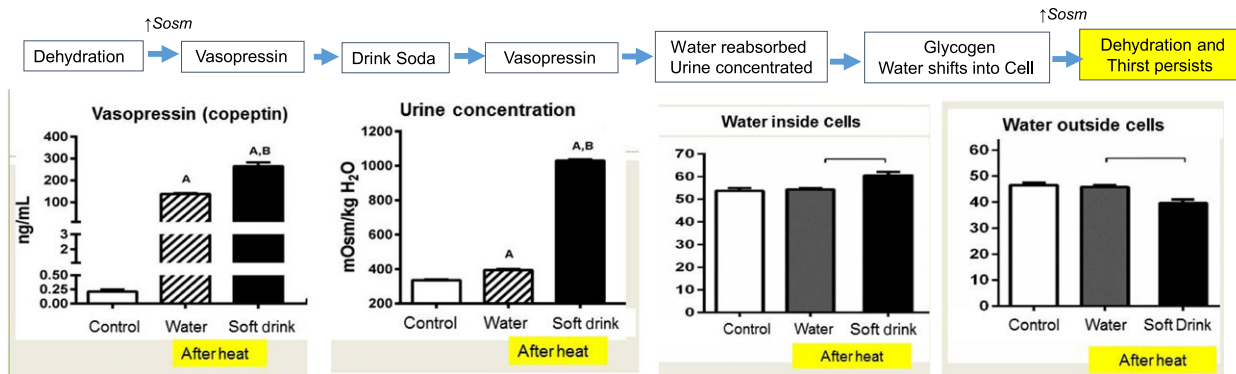 ↑Sosm
↑Sosm
Dehydration
Vasopressin
Drink Soda
Vasopressin
Water reabsorbed
Urine concentrated
Glycogen
Water shifts into Cell
Dehydration and
Thirst persists
Vasopressin (copeptin)
ng/mL
400
300
200
100
3
2
0.50
0.25
0.00
A
A,B
Control
Water
Soft drink
After heat
Urine concentration
mOsm/kg H₂O
1200
1000
800
600
400
200
A
A,B
Control
Water
Soft drink
After heat
Water inside cells
70
60
50
40
30
20
10
0
Control
Water
Soft drink
After heat
Water outside cells
60
50
40
30
20
10
0
Control
Water
Soft Drink
After heat